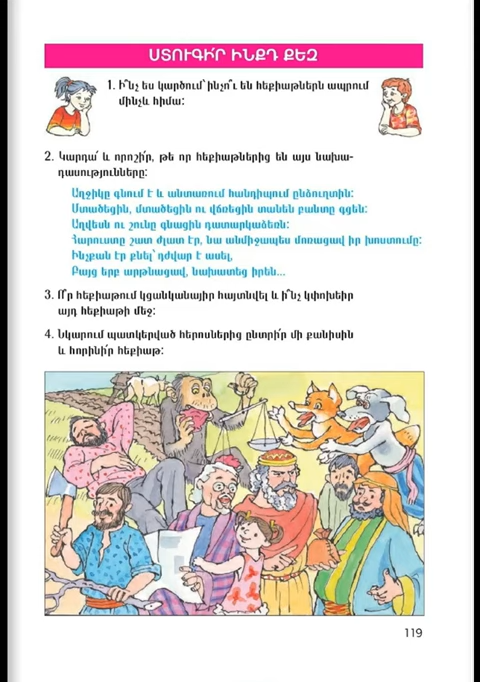 ՍՏՈՒԳԻ՛Ր ԻՆՔԴ ՔԵԶ
1. Ի՞նչ ես կարծում՝ ինչո՞ւ են հեքիաթներն ապրում
մինչև հիմա:
2. Կարդա՛ և որոշի՛ր, թե որ հեքիաթներից են այս նախա-
դասությունները:
Աղջիկը գնում է և անտառում հանդիպում ընձուղտին:
Մտածեցին, մտածեցին ու վճռեցին տանեն բանտը գցեն:
Աղվեսն ու շունը գնացին դատարկաձեռն:
Հարուստը շատ ժլատ էր, նա անմիջապես մոռացավ իր խոստումը:
Ինչքան էր քնել՝ դժվար է ասել,
Բայց երբ արթնացավ, նախատեց իրեն...
3. Ո՞ր հեքիաթում կցանկանայիր հայտնվել և ի՞նչ կփոխեիր
այդ հեքիաթի մեջ:
4. Նկարում պատկերված հերոսներից ընտրի՛ր մի քանիսին
և հորինի՛ր հեքիաթ:
119